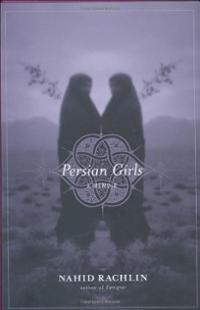 Persian Girls
A MEMOIR
NAHID RACHLIN
author of Foreigner